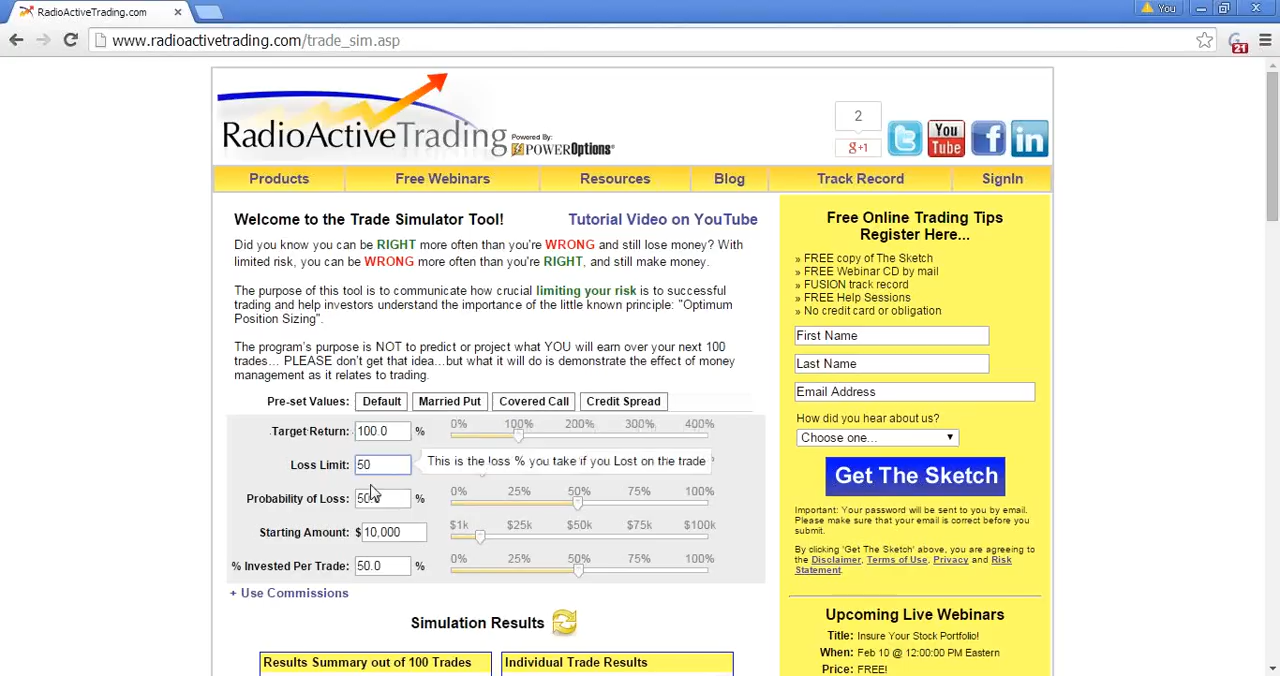 RadioActiveTrading.com
You
www.radioactivetrading.com/trade_sim.asp
21
RadioActiveTrading Powered By: POWEROptions®
2
g+1
You Tube
f
in
Products Free Webinars Resources Blog Track Record SignIn
Welcome to the Trade Simulator Tool! Tutorial Video on YouTube
Did you know you can be RIGHT more often than you're WRONG and still lose money? With
limited risk, you can be WRONG more often than you're RIGHT, and still make money.
The purpose of this tool is to communicate how crucial limiting your risk is to successful
trading and help investors understand the importance of the little known principle: "Optimum
Position Sizing".
The program's purpose is NOT to predict or project what YOU will earn over your next 100
trades... PLEASE don't get that idea...but what it will do is demonstrate the effect of money
management as it relates to trading.
Pre-set Values: Default Married Put Covered Call Credit Spread
Target Return: 100.0 % 0% 100% 200% 300% 400%
Loss Limit: 50 This is the loss % you take if you Lost on the trade
Probability of Loss: 50 % 0% 25% 50% 75% 100%
Starting Amount: $ 10,000 $1k $25k $50k $75k $100k
% Invested Per Trade: 50.0 % 0% 25% 50% 75% 100%
+ Use Commissions
Simulation Results
Results Summary out of 100 Trades Individual Trade Results
Free Online Trading Tips
Register Here...
» FREE copy of The Sketch
» FREE Webinar CD by mail
» FUSION track record
» FREE Help Sessions
» No credit card or obligation
First Name
Last Name
Email Address
How did you hear about us?
Choose one...
Get The Sketch
Important: Your password will be sent to you by email.
Please make sure that your email is correct before you
submit.
By clicking 'Get The Sketch' above, you are agreeing to
the Disclaimer, Terms of Use, Privacy and Risk
Statement.
Upcoming Live Webinars
Title: Insure Your Stock Portfolio!
When: Feb 10 @ 12:00:00 PM Eastern
Price: FREE!